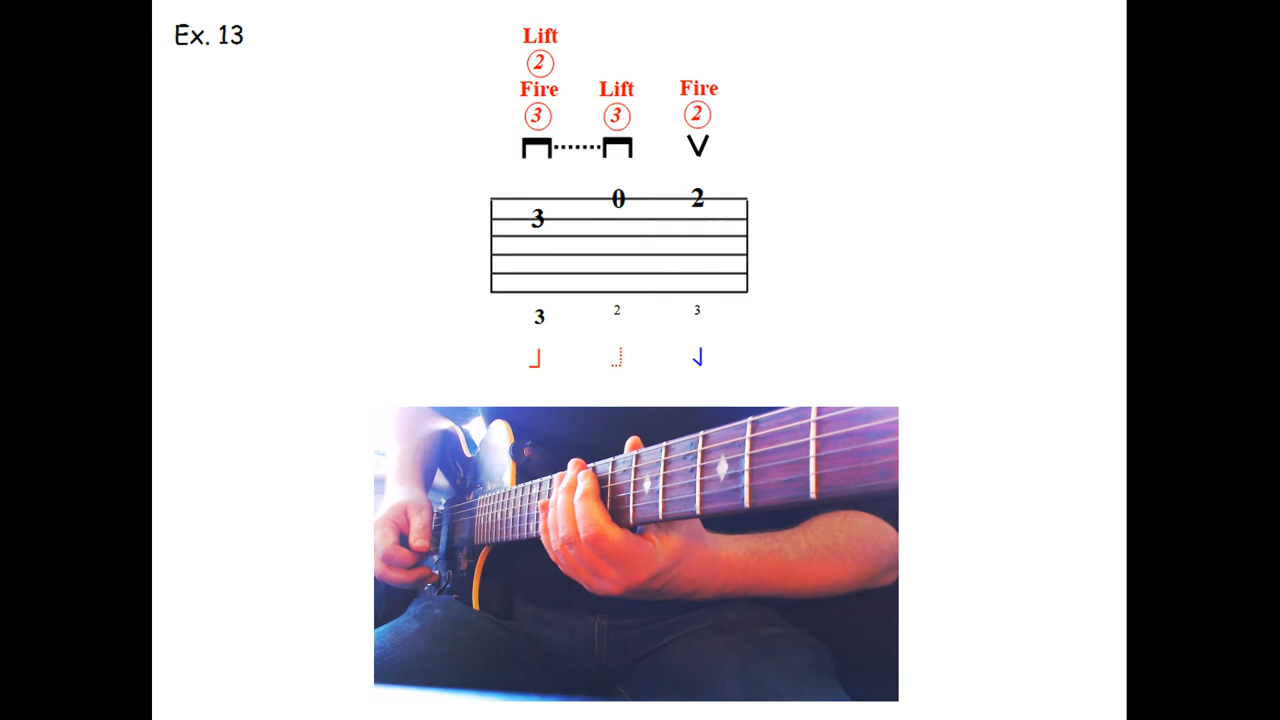 Ex. 13
Lift
2
Fire Lift Fire
3 3 2
0 2
3
3 2 3